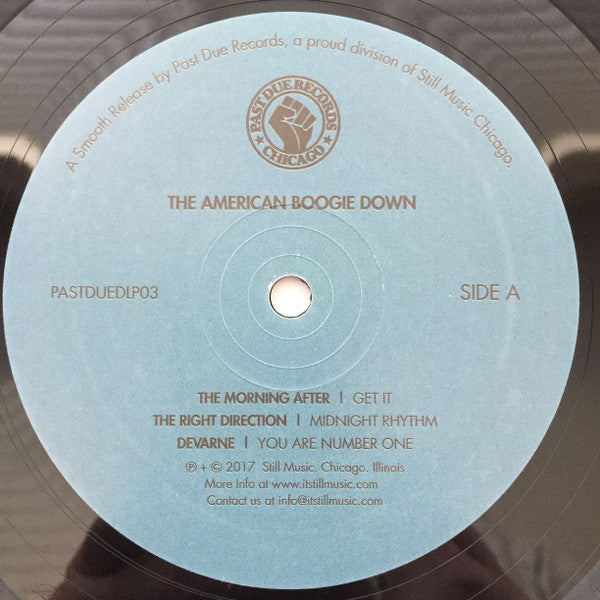 A Smooth Release by Past Due Records, a proud division of Still Music Chicago.
PAST DUE RECORDS
CHICAGO
THE AMERICAN BOOGIE DOWN
PASTDUEDLP03
SIDE A
THE MORNING AFTER | GET IT
THE RIGHT DIRECTION | MIDNIGHT RHYTHM
DEVARNE | YOU ARE NUMBER ONE
℗ + © 2017 Still Music. Chicago. Illinois
More Info at www.itstillmusic.com
Contact us at info@itstillmusic.com